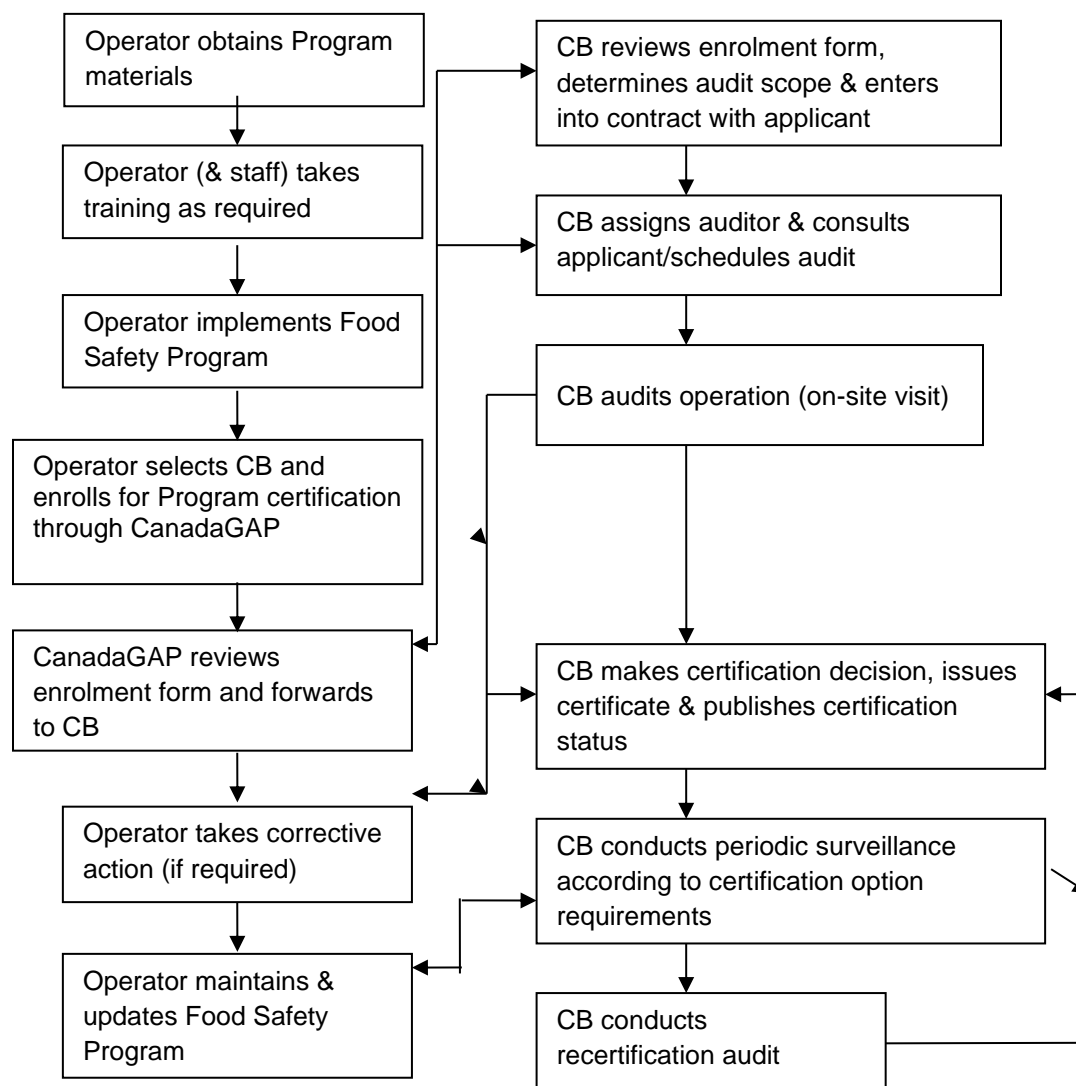 Operator obtains Program
materials
Operator (& staff) takes
training as required
Operator implements Food
Safety Program
Operator selects CB and
enrolls for Program certification
through CanadaGAP
CanadaGAP reviews
enrolment form and forwards
to CB
Operator takes corrective
action (if required)
Operator maintains &
updates Food Safety
Program
CB reviews enrolment form,
determines audit scope & enters
into contract with applicant
CB assigns auditor & consults
applicant/schedules audit
CB audits operation (on-site visit)
CB makes certification decision, issues
certificate & publishes certification
status
CB conducts periodic surveillance
according to certification option
requirements
CB conducts
recertification audit